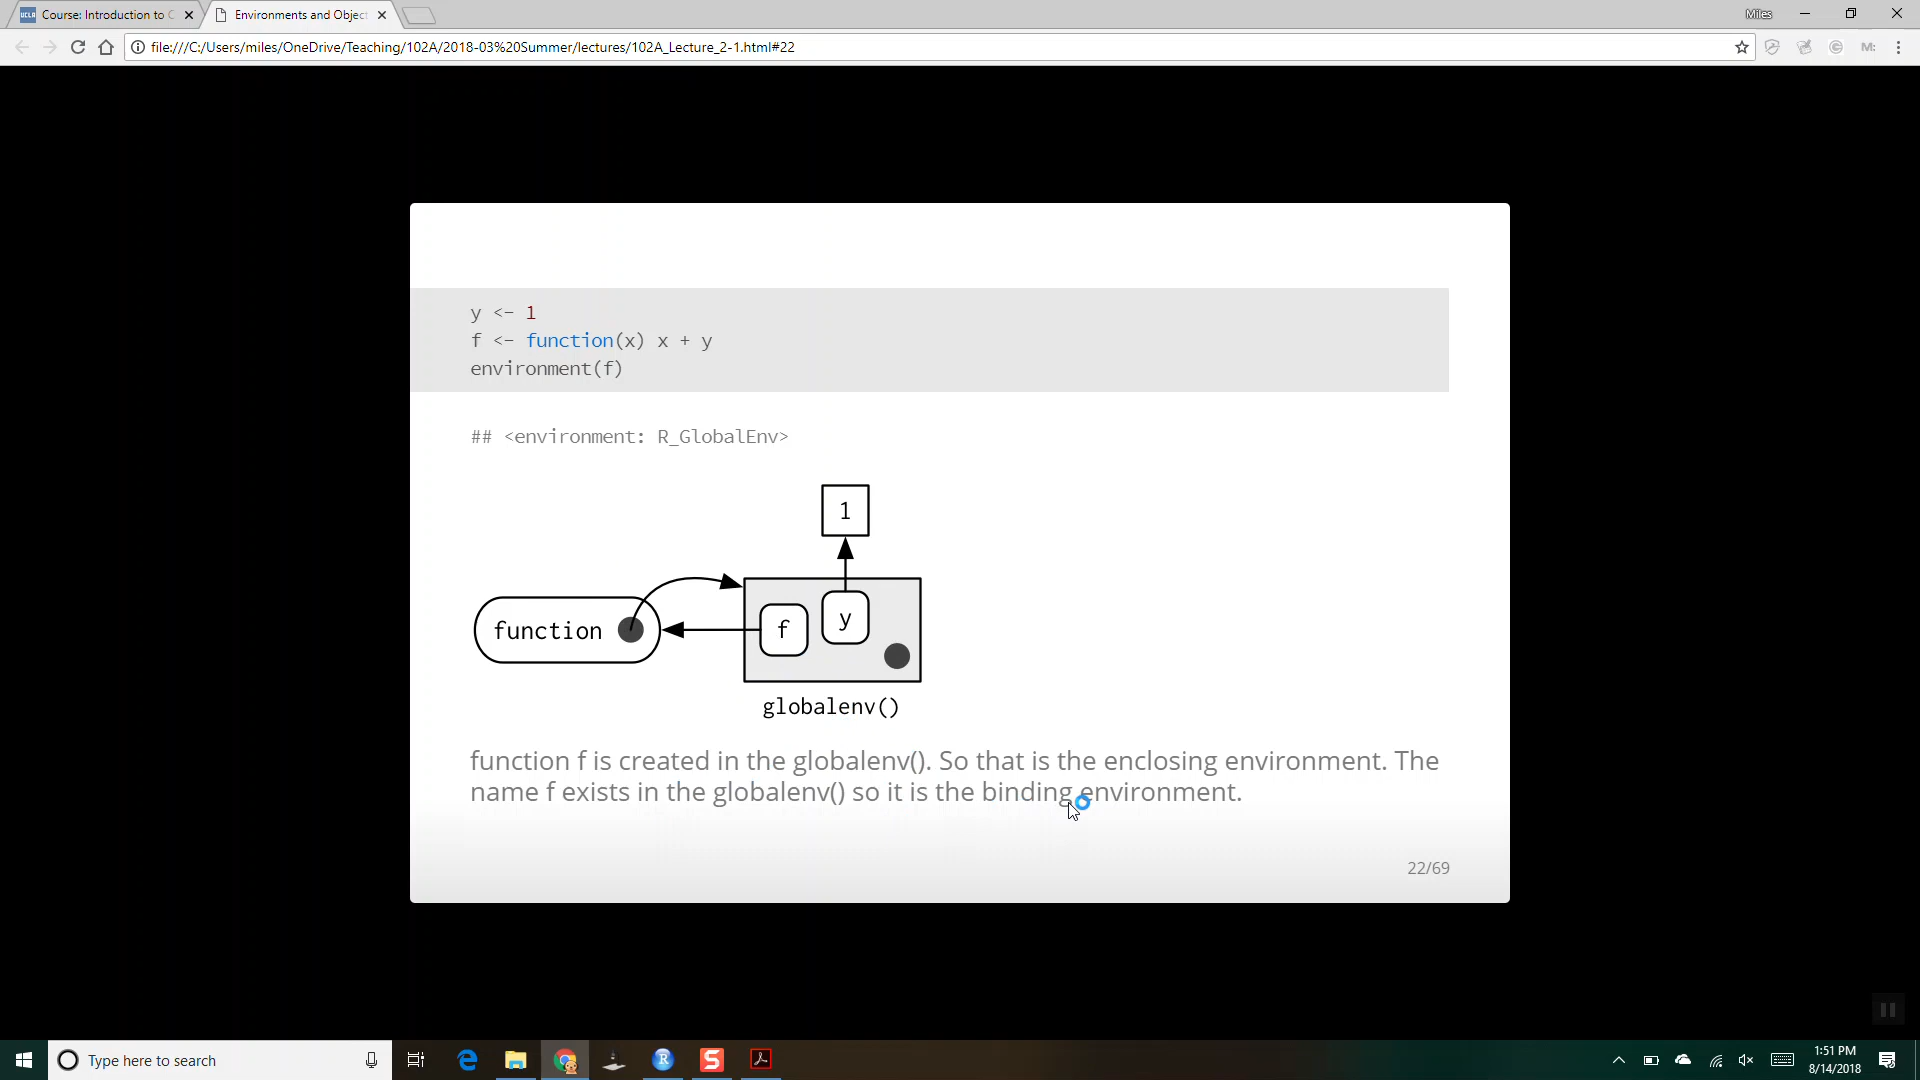 Course: Introduction to C
Environments and Object
Miles
file:///C:/Users/miles/OneDrive/Teaching/102A/2018-03%20Summer/lectures/102A_Lecture_2-1.html#22
y <- 1
f <- function(x) x + y
environment(f)
## <environment: R_GlobalEnv>
1
function
f
y
globalenv()
function f is created in the globalenv(). So that is the enclosing environment. The
name f exists in the globalenv() so it is the binding environment.
22/69
Type here to search
1:51 PM
8/14/2018